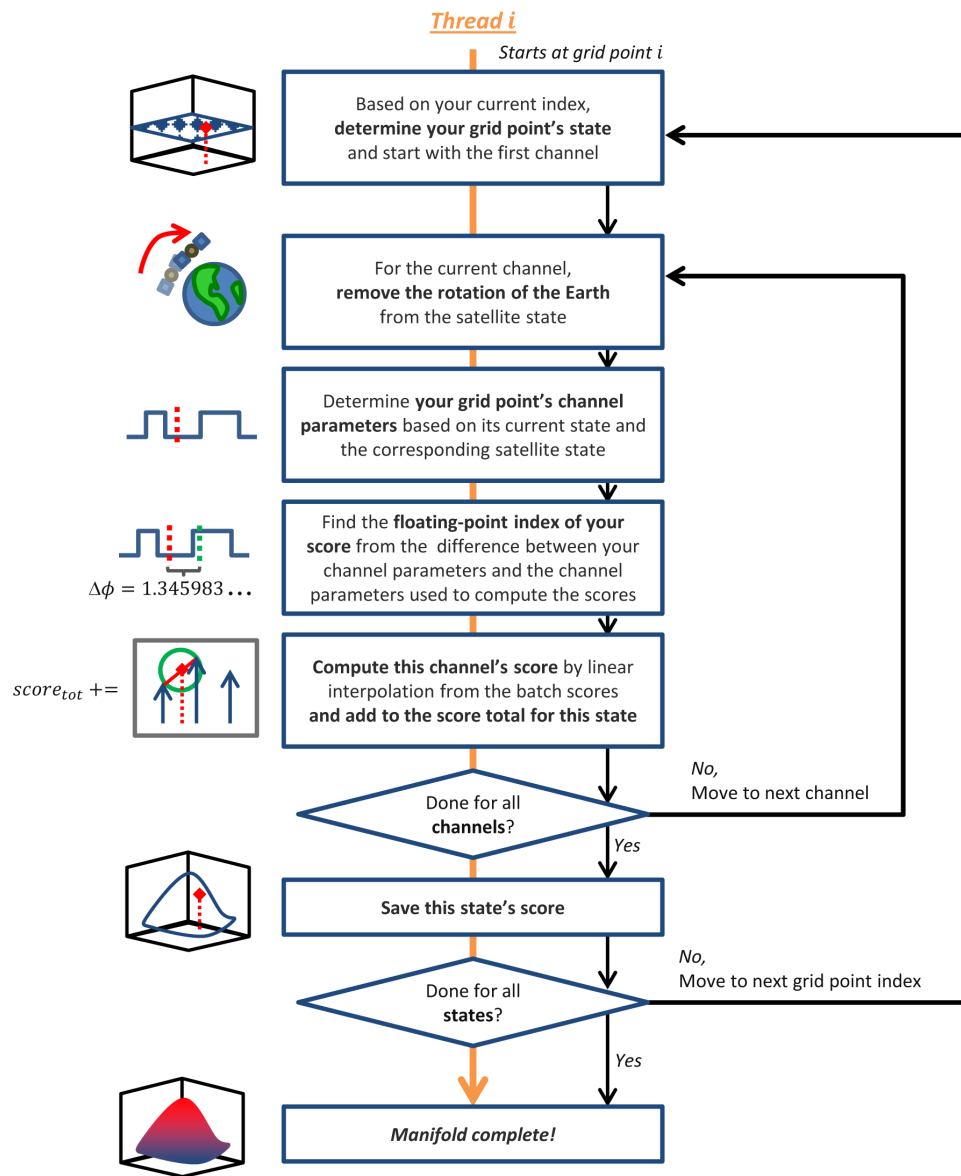 Thread i
Starts at grid point i
Based on your current index,
determine your grid point's state
and start with the first channel
For the current channel,
remove the rotation of the Earth
from the satellite state
Determine your grid point's channel
parameters based on its current state and
the corresponding satellite state
Find the floating-point index of your
score from the difference between your
channel parameters and the channel
parameters used to compute the scores
Δϕ = 1.345983 ...
Compute this channel's score by linear
interpolation from the batch scores
and add to the score total for this state
score_tot +=
No,
Move to next channel
Done for all
channels?
Yes
Save this state's score
No,
Move to next grid point index
Done for all
states?
Yes
Manifold complete!